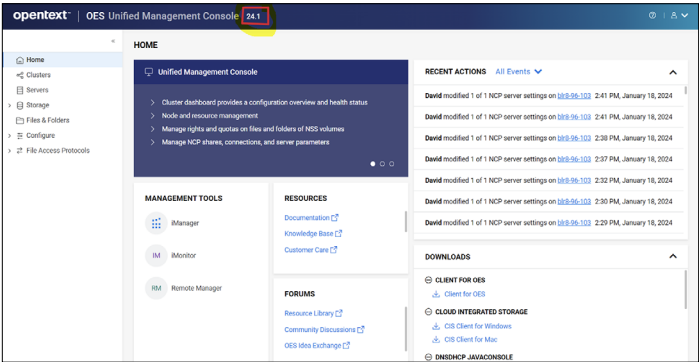 opentext™ | OES Unified Management Console 24.1
HOME
Home
Clusters
Servers
Storage
Files & Folders
Configure
File Access Protocols
Unified Management Console
Cluster dashboard provides a configuration overview and health status
Node and resource management
Manage rights and quotas on files and folders of NSS volumes
Manage NCP shares, connections, and server parameters
MANAGEMENT TOOLS
iManager
IM iMonitor
RM Remote Manager
RESOURCES
Documentation
Knowledge Base
Customer Care
FORUMS
Resource Library
Community Discussions
OES Idea Exchange
RECENT ACTIONS All Events
David modified 1 of 1 NCP server settings on blr8-96-103 2:41 PM, January 18, 2024
David modified 1 of 1 NCP server settings on blr8-96-103 2:41 PM, January 18, 2024
David modified 1 of 1 NCP server settings on blr8-96-103 2:38 PM, January 18, 2024
David modified 1 of 1 NCP server settings on blr8-96-103 2:37 PM, January 18, 2024
David modified 1 of 1 NCP server settings on blr8-96-103 2:32 PM, January 18, 2024
David modified 1 of 1 NCP server settings on blr8-96-103 2:30 PM, January 18, 2024
David modified 1 of 1 NCP server settings on blr8-96-103 2:29 PM, January 18, 2024
DOWNLOADS
CLIENT FOR OES
Client for OES
CLOUD INTEGRATED STORAGE
CIS Client for Windows
CIS Client for Mac
DNSDHCP JAVACONSOLE